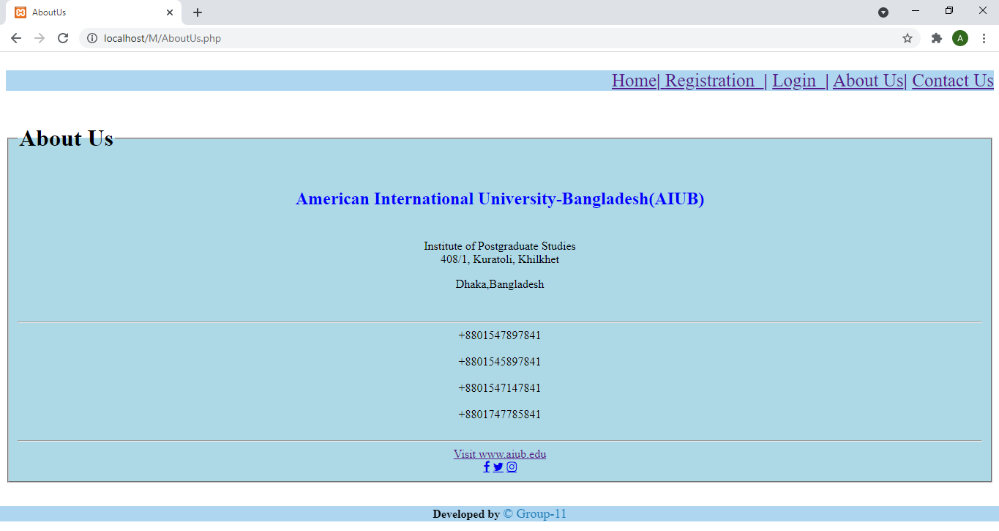 AboutUs
localhost/M/AboutUs.php
A
Home| Registration | Login | About Us| Contact Us
About Us
American International University-Bangladesh(AIUB)
Institute of Postgraduate Studies
408/1, Kuratoli, Khilkhet
Dhaka,Bangladesh
+8801547897841
+8801545897841
+8801547147841
+8801747785841
Visit www.aiub.edu
Developed by © Group-11